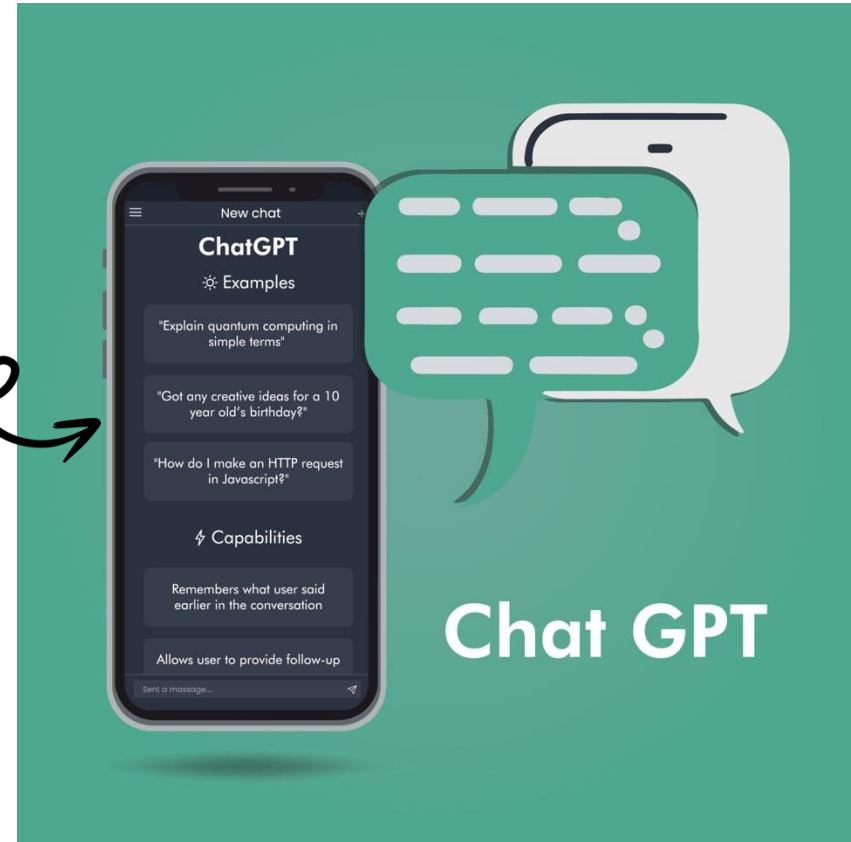 New chat
ChatGPT
Examples
"Explain quantum computing in
simple terms"
"Got any creative ideas for a 10
year old's birthday?"
"How do I make an HTTP request
in Javascript?"
Capabilities
Remembers what user said
earlier in the conversation
Allows user to provide follow-up
Sent a massage...
Chat GPT